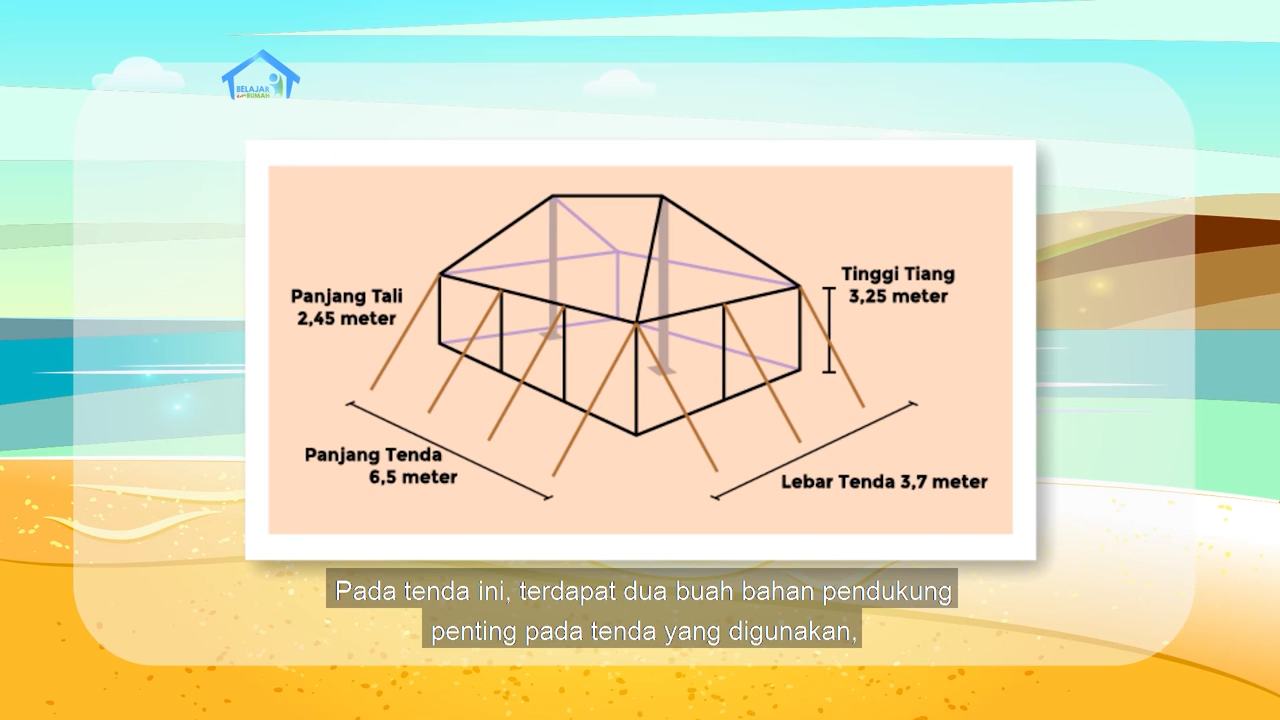 BELAJAR
dari RUMAH
Panjang Tali
2,45 meter
Tinggi Tiang
3,25 meter
Panjang Tenda
6,5 meter
Lebar Tenda 3,7 meter
Pada tenda ini, terdapat dua buah bahan pendukung
penting pada tenda yang digunakan,